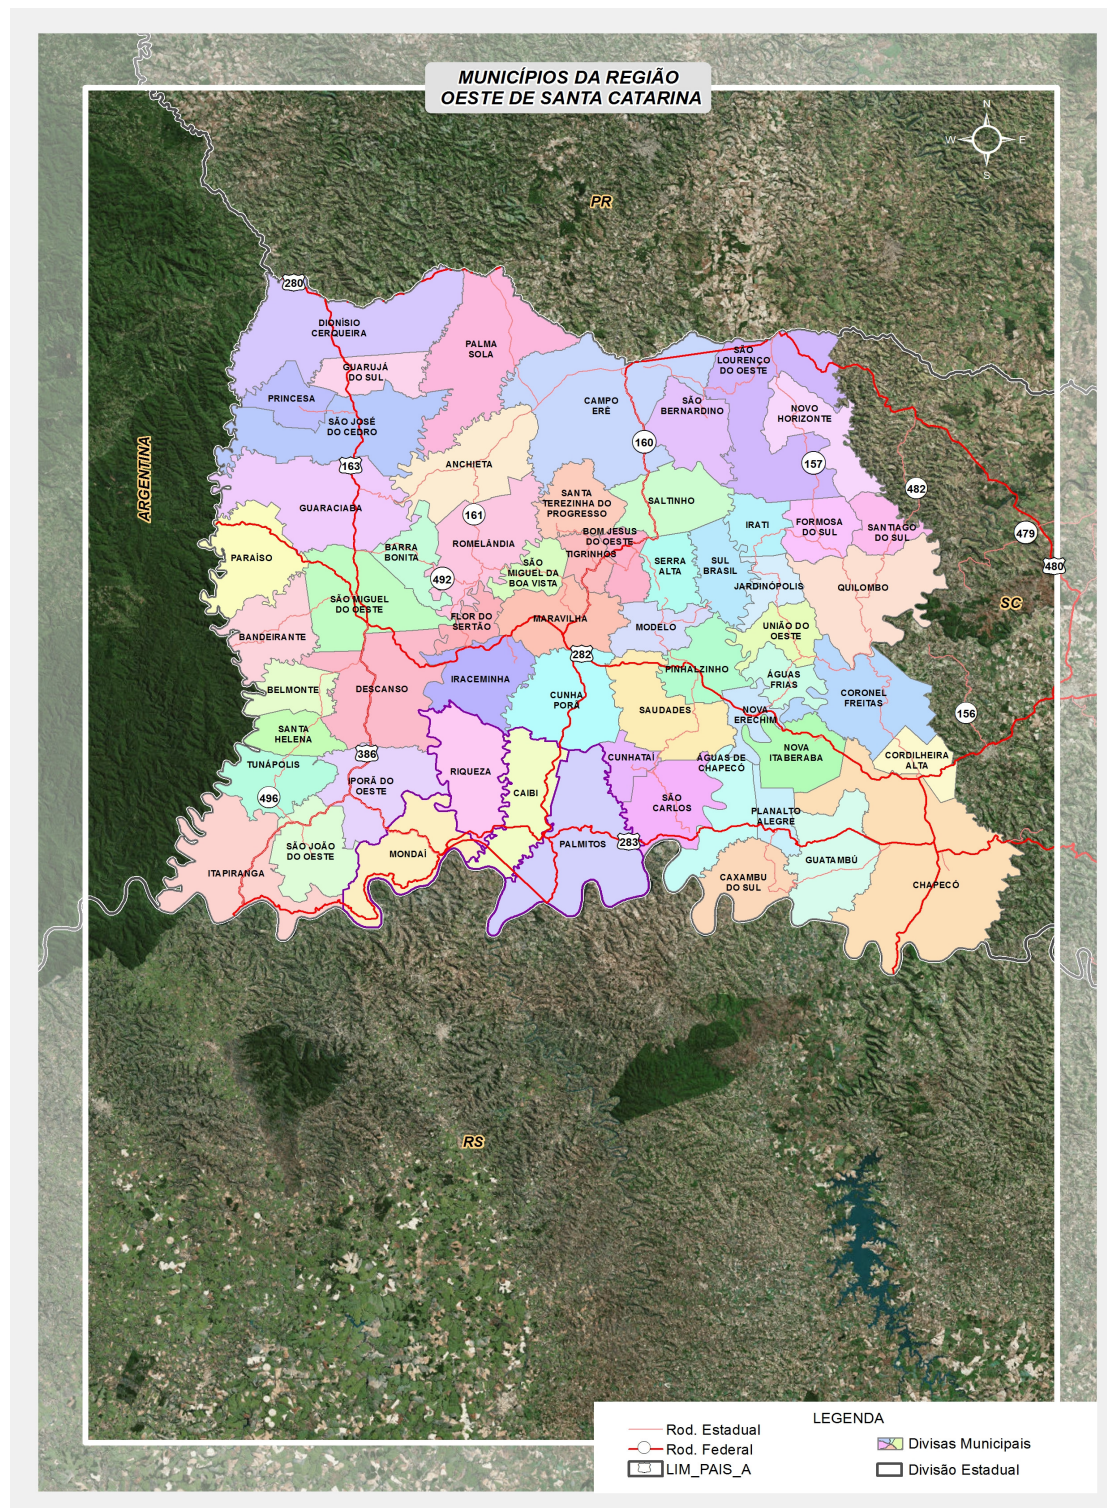 MUNICÍPIOS DA REGIÃO
OESTE DE SANTA CATARINA
N
W
E
S
PR
280
DIONÍSIO
CERQUEIRA
PALMA
SOLA
SÃO
LOURENÇO
DO OESTE
GUARUJÁ
DO SUL
PRINCESA
CAMPO
ERÊ
SÃO
BERNARDINO
NOVO
HORIZONTE
SÃO JOSÉ
DO CEDRO
160
ARGENTINA
163
ANCHIETA
157
482
GUARACIABA
SANTA
TEREZINHA DO
PROGRESSO
SALTINHO
161
IRATI
FORMOSA
DO SUL
SANTIAGO
DO SUL
479
BOM JESUS
DO OESTE
PARAÍSO
BARRA
BONITA
ROMELÂNDIA
TIGRINHOS
SERRA
ALTA
SUL
BRASIL
480
SÃO
MIGUEL DA
BOA VISTA
492
JARDINÓPOLIS
QUILOMBO
SÃO MIGUEL
DO OESTE
SC
FLOR DO
SERTÃO
MARAVILHA
MODELO
UNIÃO DO
OESTE
BANDEIRANTE
282
PINHALZINHO
BELMONTE
DESCANSO
IRACEMINHA
CUNHA
PORÃ
ÁGUAS
FRIAS
CORONEL
FREITAS
SAUDADES
NOVA
ERECHIM
156
SANTA
HELENA
386
CUNHATAÍ
ÁGUAS DE
CHAPECÓ
NOVA
ITABERABA
CORDILHEIRA
ALTA
TUNÁPOLIS
RIQUEZA
IPORÃ DO
OESTE
CAIBI
496
SÃO
CARLOS
PLANALTO
ALEGRE
SÃO JOÃO
DO OESTE
MONDAÍ
PALMITOS
283
GUATAMBÚ
ITAPIRANGA
CAXAMBU
DO SUL
CHAPECÓ
RS
LEGENDA
Rod. Estadual
Rod. Federal
LIM_PAIS_A
Divisas Municipais
Divisão Estadual